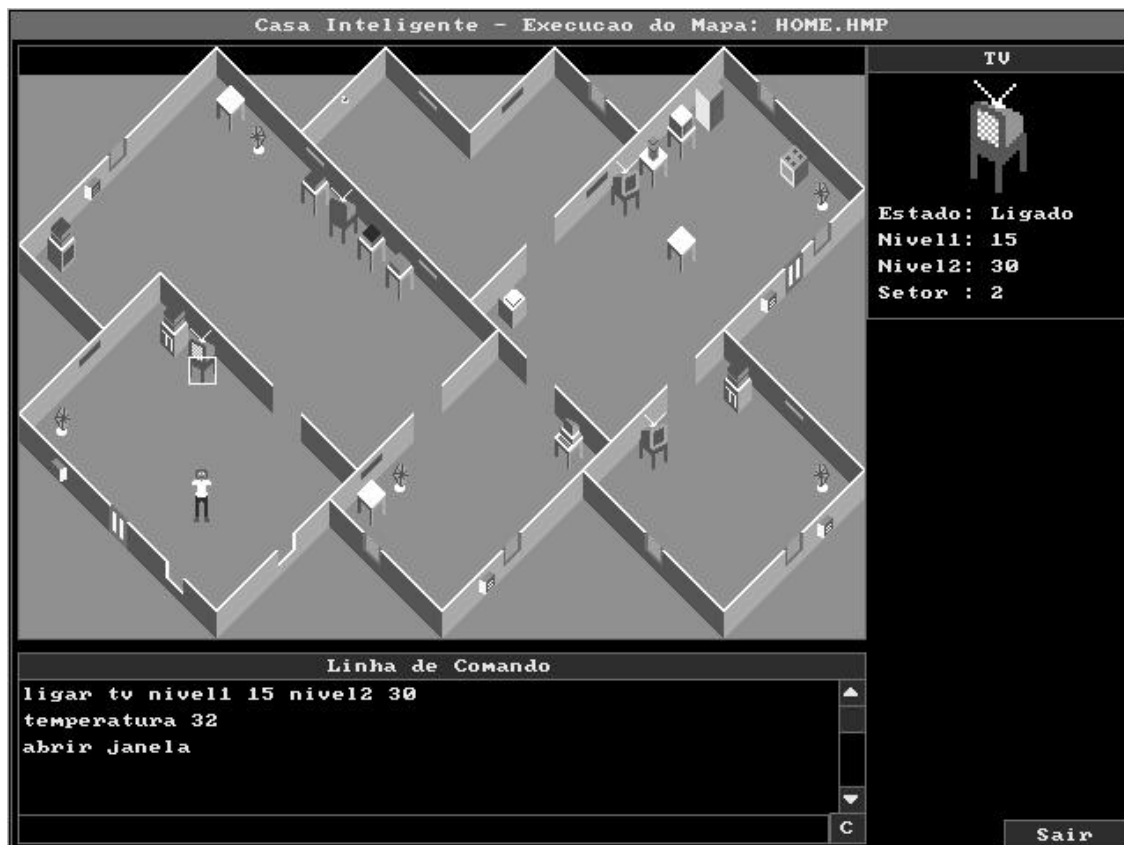 Casa Inteligente - Execucao do Mapa: HOME.HMP
TV
Estado: Ligado
Nivel1: 15
Nivel2: 30
Setor : 2
Linha de Comando
ligar tv nivel1 15 nivel2 30
temperatura 32
abrir janela
C
Sair